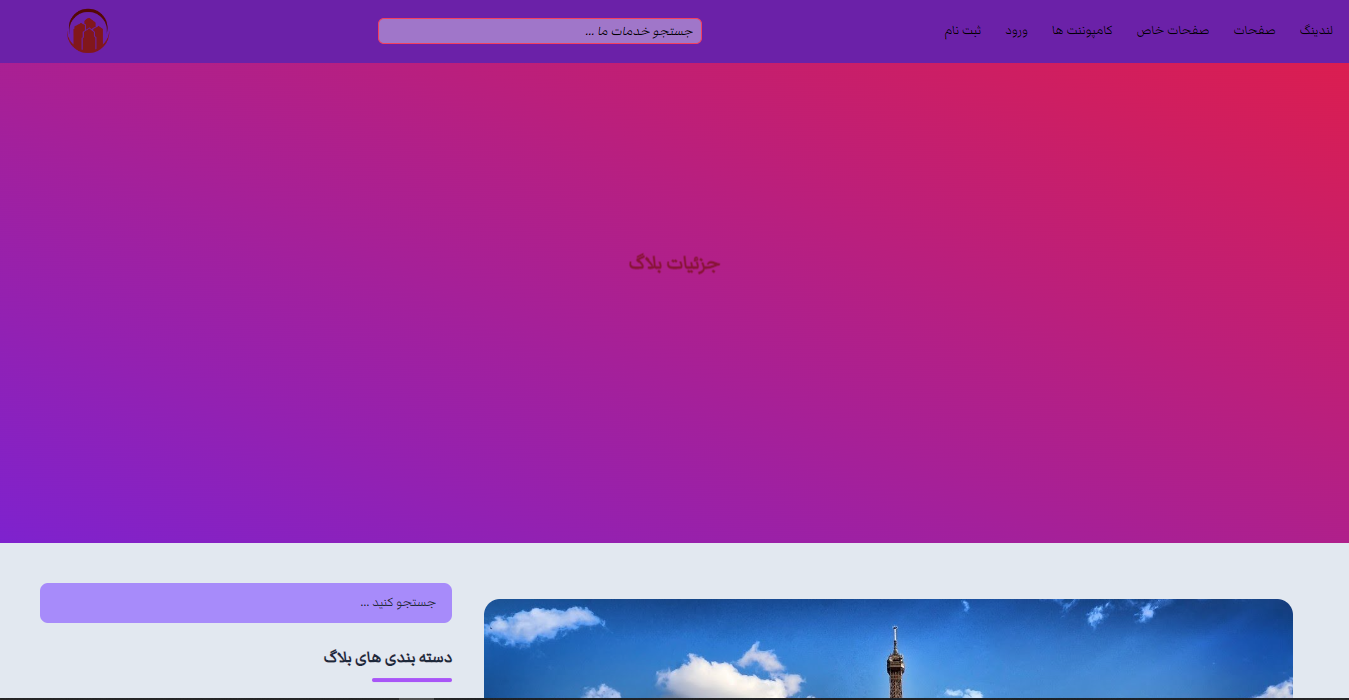 لندینگ
صفحات
صفحات خاص
کامپوننت ها
ورود
ثبت نام
جستجو خدمات ما ...
جزئیات بلاگ
جستجو کنید ...
دسته بندی های بلاگ